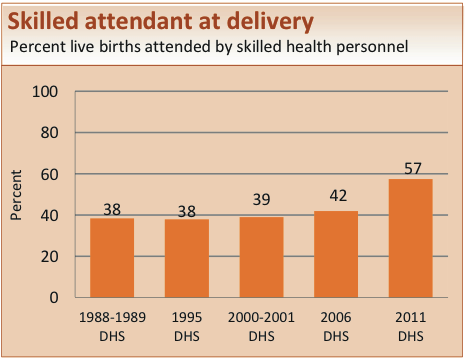 Skilled attendant at delivery
Percent live births attended by skilled health personnel
100
80
60
40
20
0
Percent
38
38
39
42
57
1988-1989 1995 2000-2001 2006 2011
DHS DHS DHS DHS DHS